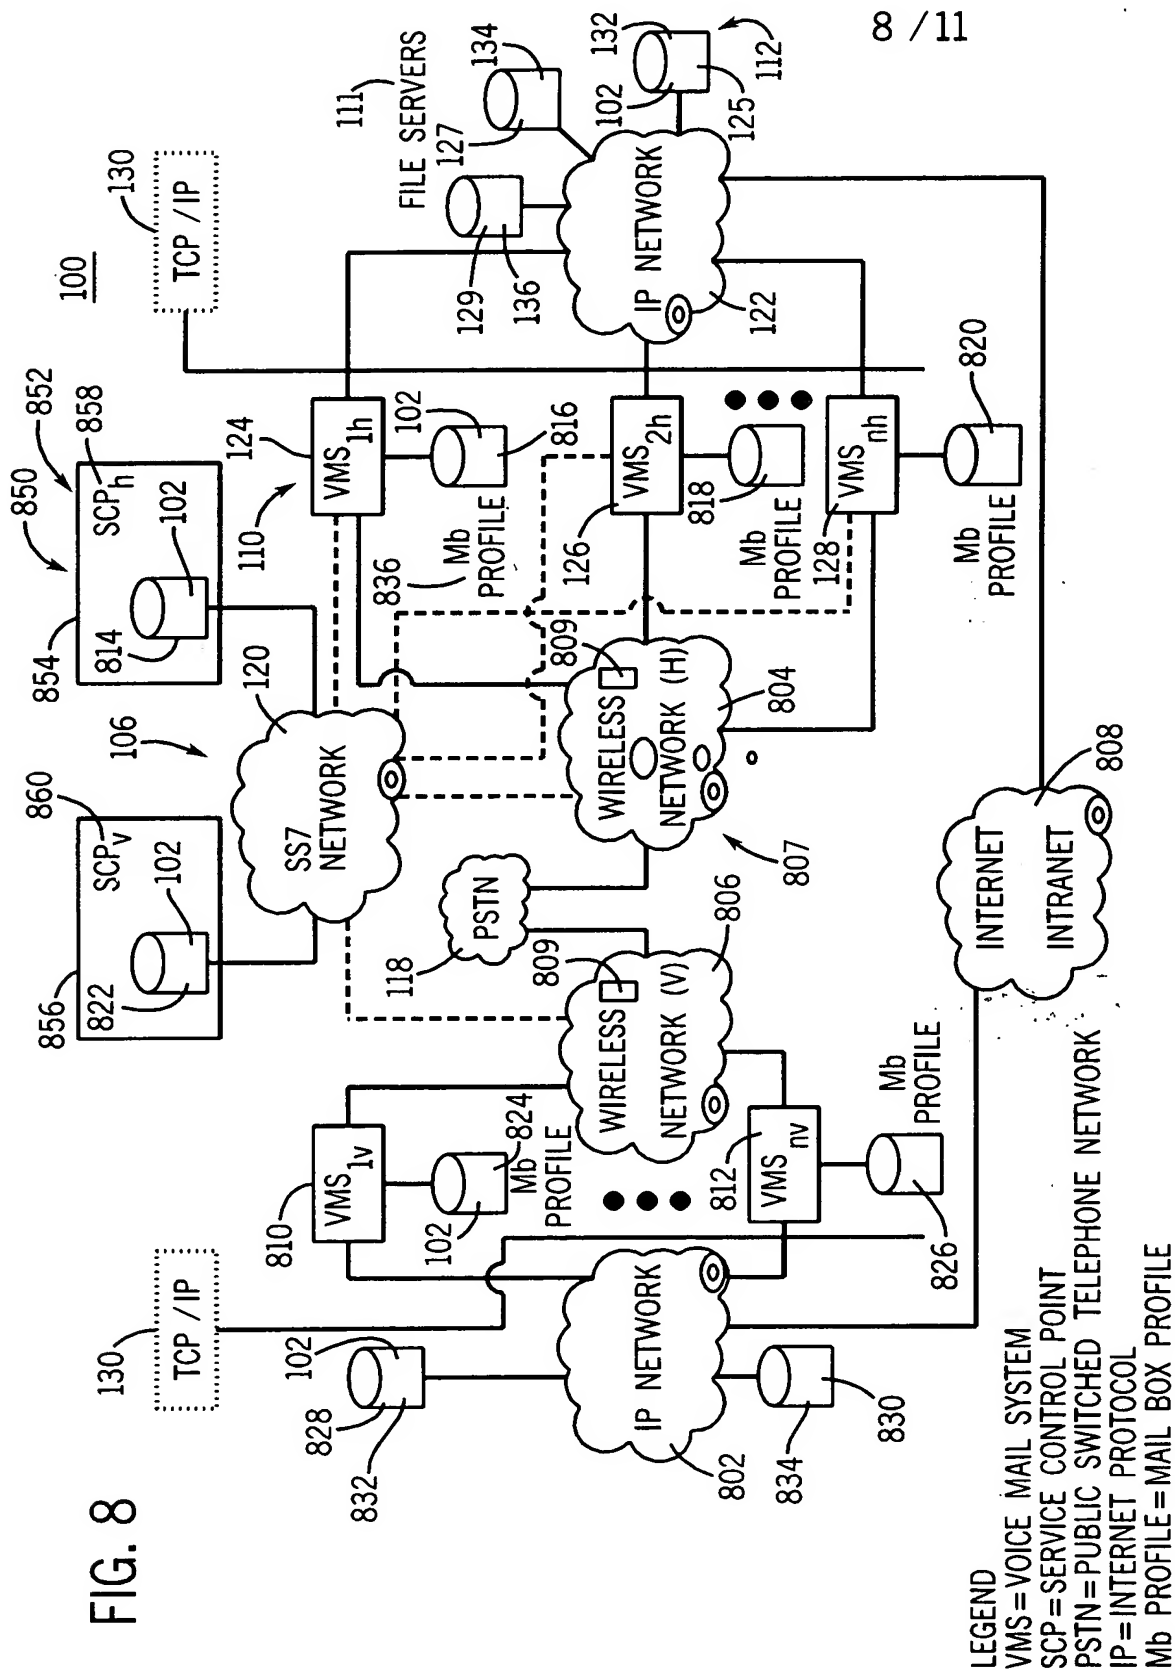 8 / 11
FIG. 8
100
130
TCP / IP
130
TCP / IP
106
860
856
SCPv
102
822
850
852
854
SCPh
858
102
814
120
SS7
NETWORK
110
124
VMS1h
102
816
836
Mb
PROFILE
126
VMS2h
818
Mb
PROFILE
128
VMSnh
820
Mb
PROFILE
111
FILE SERVERS
129
136
127
134
102
132
125
112
IP NETWORK
122
118
PSTN
809
WIRELESS
NETWORK (H)
804
807
809
WIRELESS
NETWORK (V)
806
810
VMS1v
102
824
Mb
PROFILE
812
VMSnv
826
Mb
PROFILE
828
832
102
IP NETWORK
802
834
830
808
INTERNET
INTRANET
LEGEND
VMS=VOICE MAIL SYSTEM
SCP=SERVICE CONTROL POINT
PSTN=PUBLIC SWITCHED TELEPHONE NETWORK
IP=INTERNET PROTOCOL
Mb PROFILE=MAIL BOX PROFILE